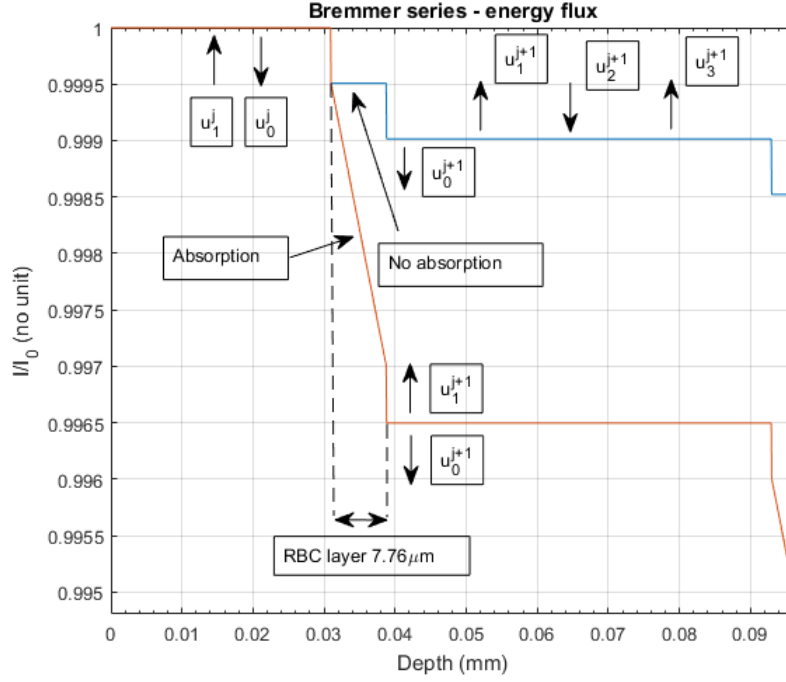 Bremmer series - energy flux
I/I₀ (no unit)
1
0.9995
0.999
0.9985
0.998
0.9975
0.997
0.9965
0.996
0.9955
0.995
u₁ʲ
u₀ʲ
u₁ʲ⁺¹
u₂ʲ⁺¹
u₃ʲ⁺¹
u₀ʲ⁺¹
Absorption
No absorption
u₁ʲ⁺¹
u₀ʲ⁺¹
RBC layer 7.76μm
0
0.01
0.02
0.03
0.04
0.05
0.06
0.07
0.08
0.09
Depth (mm)